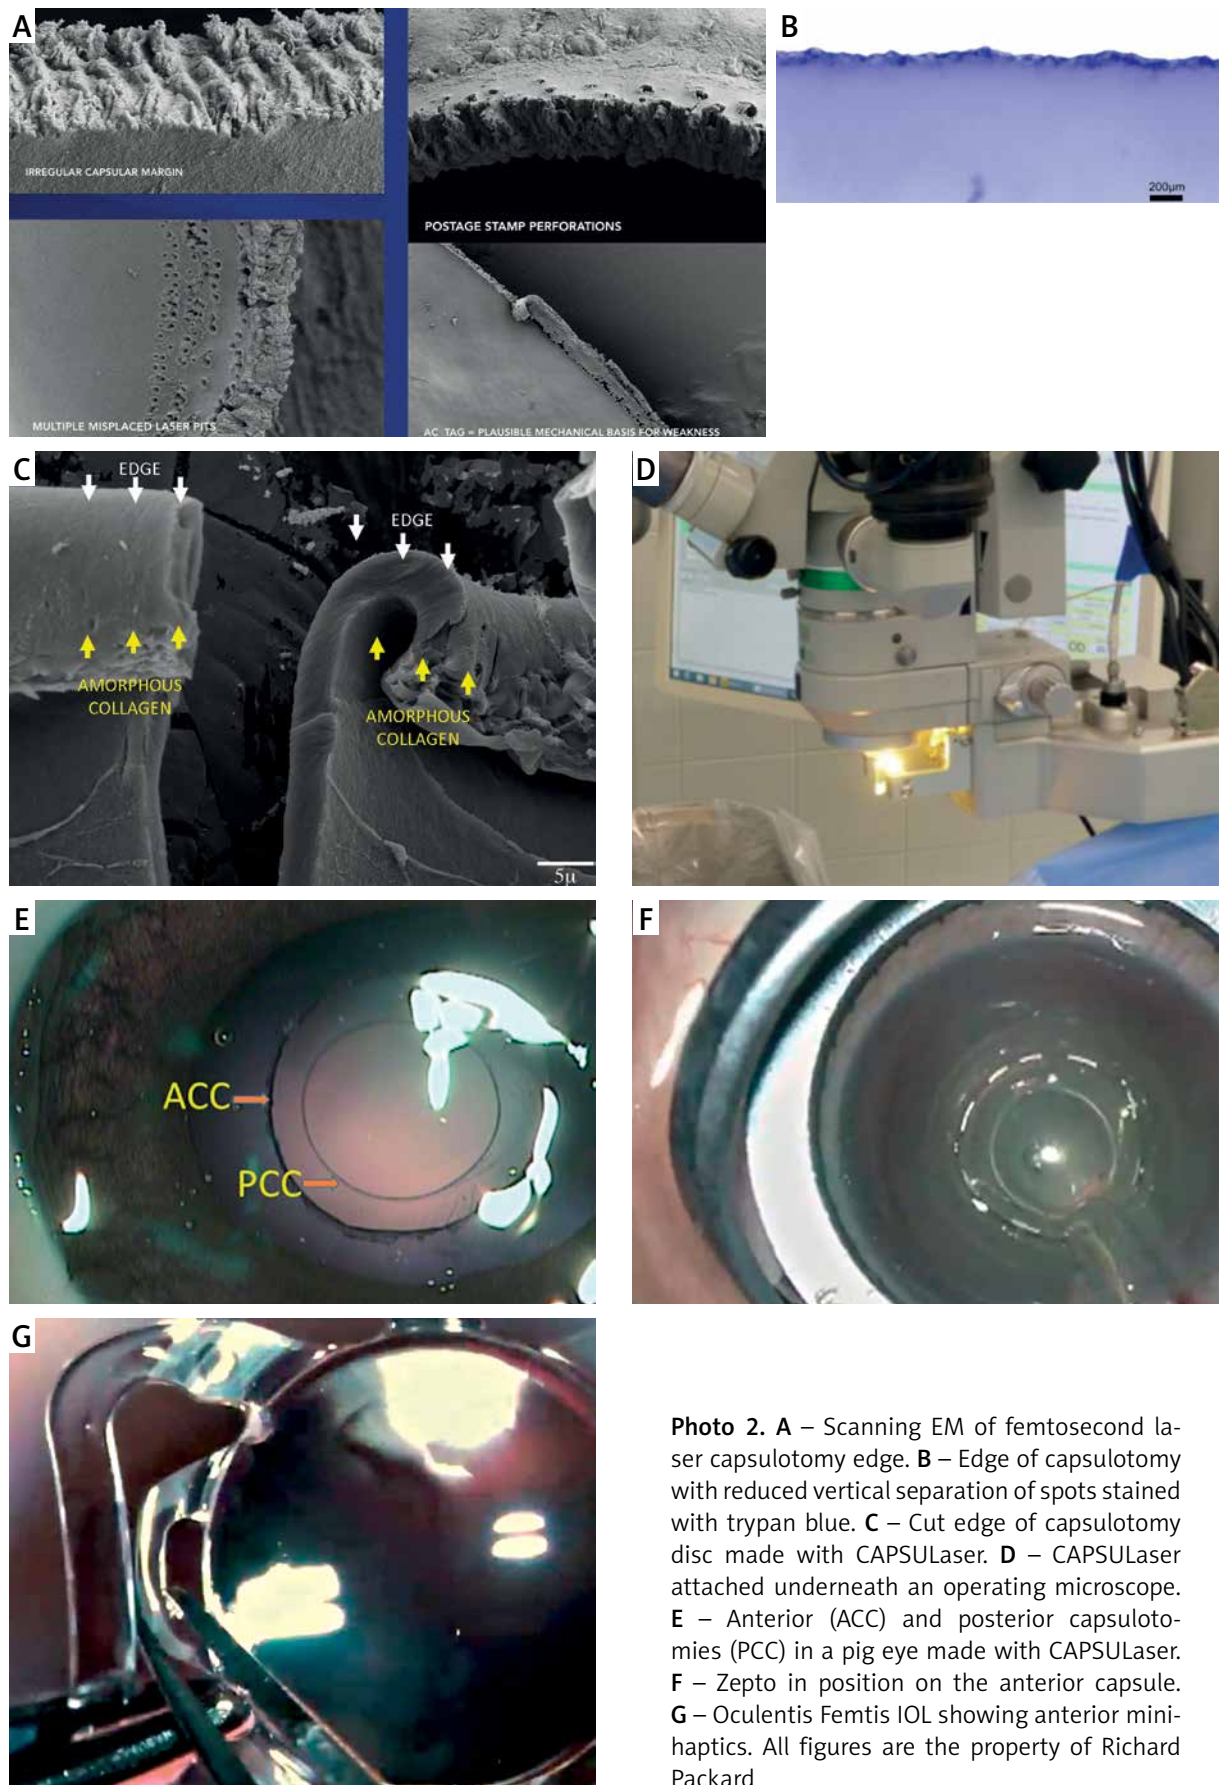 A
IRREGULAR CAPSULAR MARGIN
POSTAGE STAMP PERFORATIONS
MULTIPLE MISPLACED LASER PITS
AC TAG = PLAUSIBLE MECHANICAL BASIS FOR WEAKNESS
B
200µm
C
EDGE
EDGE
AMORPHOUS
COLLAGEN
AMORPHOUS
COLLAGEN
5µ
D
OD
E
ACC
PCC
F
G
Photo 2. A – Scanning EM of femtosecond la-
ser capsulotomy edge. B – Edge of capsulotomy
with reduced vertical separation of spots stained
with trypan blue. C – Cut edge of capsulotomy
disc made with CAPSULaser. D – CAPSULaser
attached underneath an operating microscope.
E – Anterior (ACC) and posterior capsuloto-
mies (PCC) in a pig eye made with CAPSULaser.
F – Zepto in position on the anterior capsule.
G – Oculentis Femtis IOL showing anterior mini-
haptics. All figures are the property of Richard
Packard